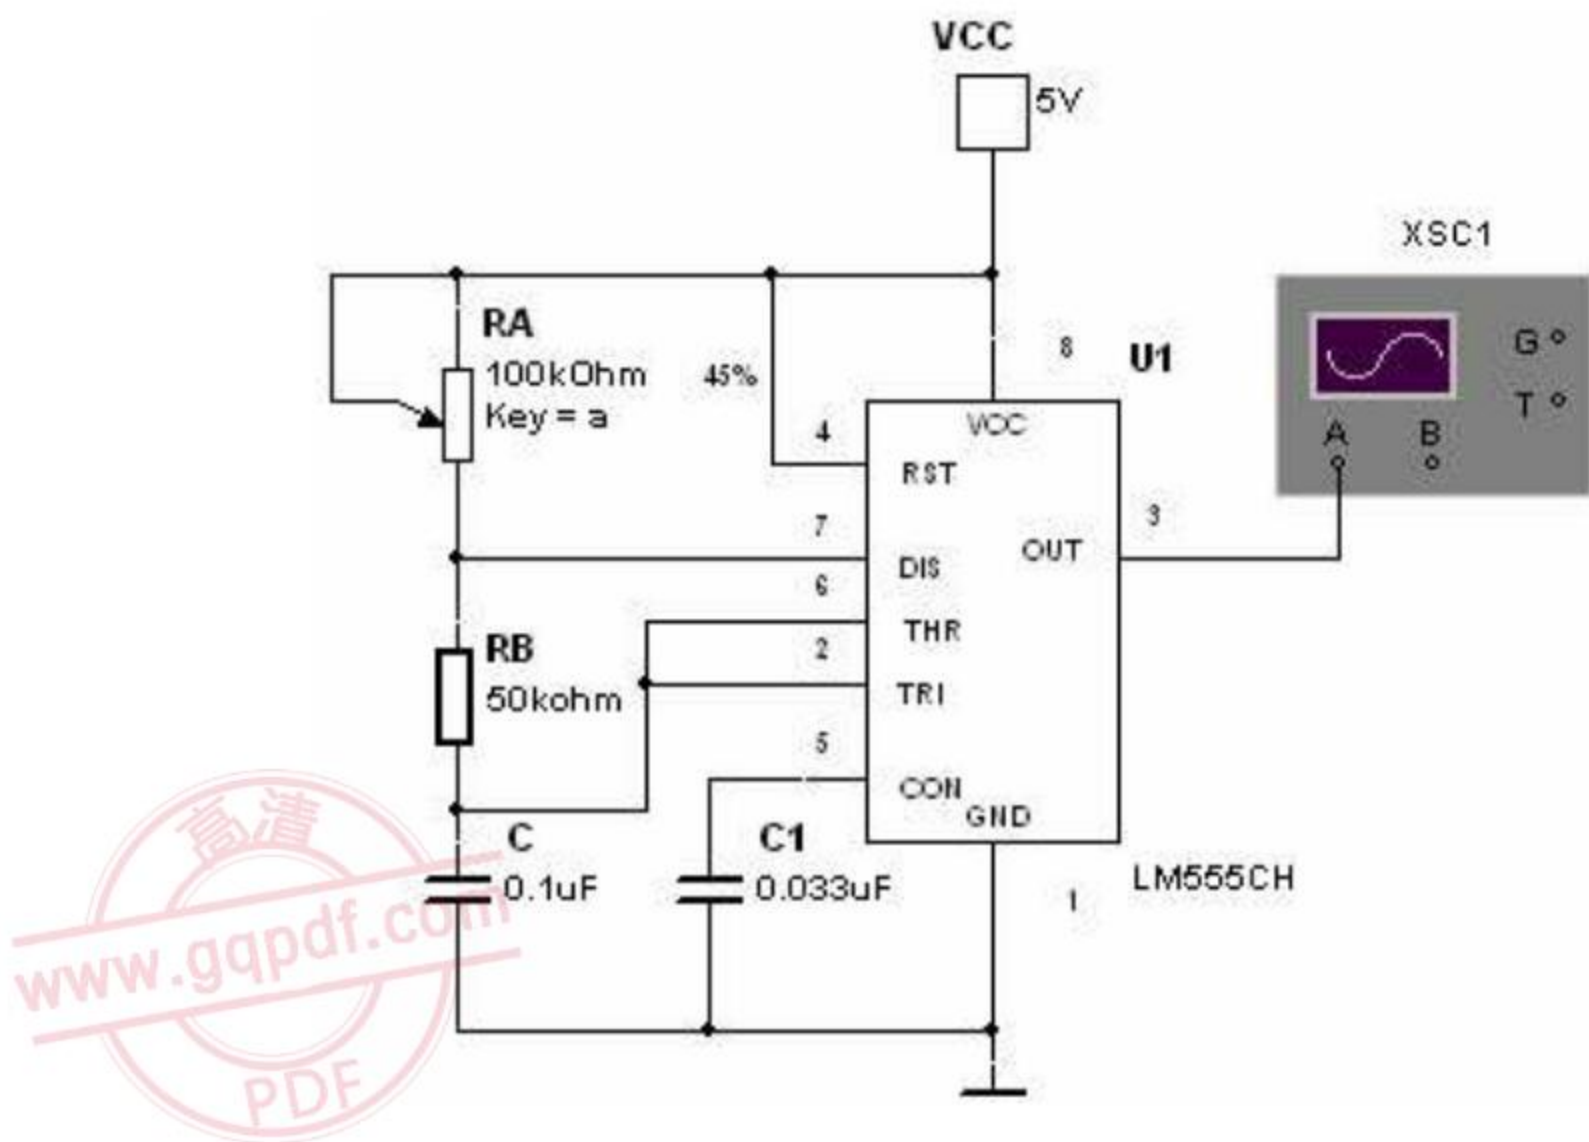 VCC
5V
XSC1
RA
100kOhm
Key = a
45%
8
U1
G
T
A
B
4
VCC
RST
7
3
DIS
OUT
6
THR
2
RB
50kohm
TRI
5
CON
GND
C
0.1uF
C1
0.033uF
LM555CH
1
高清
www.gqpdf.com
PDF